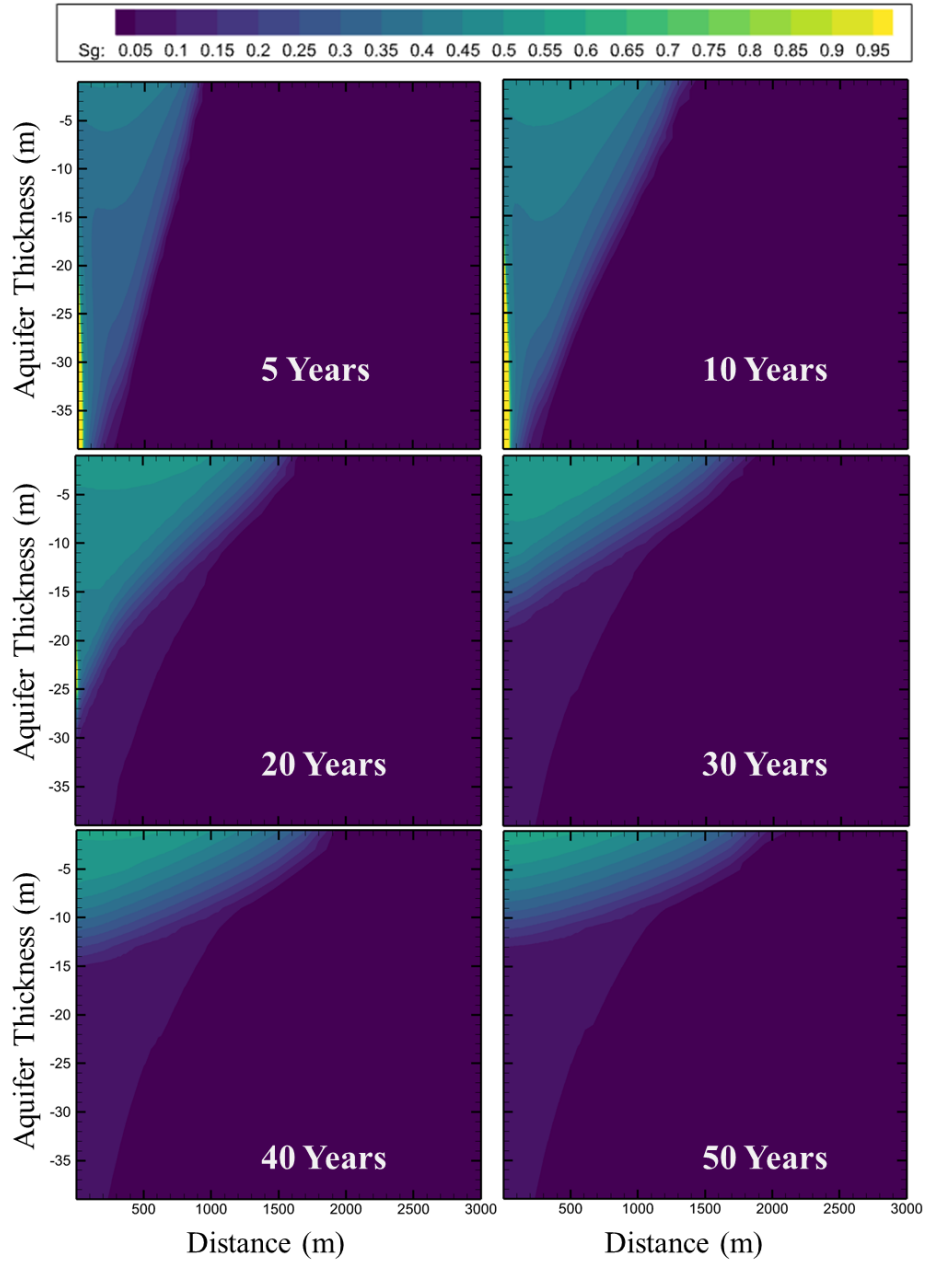 Sg: 0.05 0.1 0.15 0.2 0.25 0.3 0.35 0.4 0.45 0.5 0.55 0.6 0.65 0.7 0.75 0.8 0.85 0.9 0.95
Aquifer Thickness (m)
-5
-10
-15
-20
-25
-30
-35
5 Years
10 Years
Aquifer Thickness (m)
-5
-10
-15
-20
-25
-30
-35
20 Years
30 Years
Aquifer Thickness (m)
-5
-10
-15
-20
-25
-30
-35
40 Years
50 Years
500 1000 1500 2000 2500 3000
500 1000 1500 2000 2500 3000
Distance (m)
Distance (m)